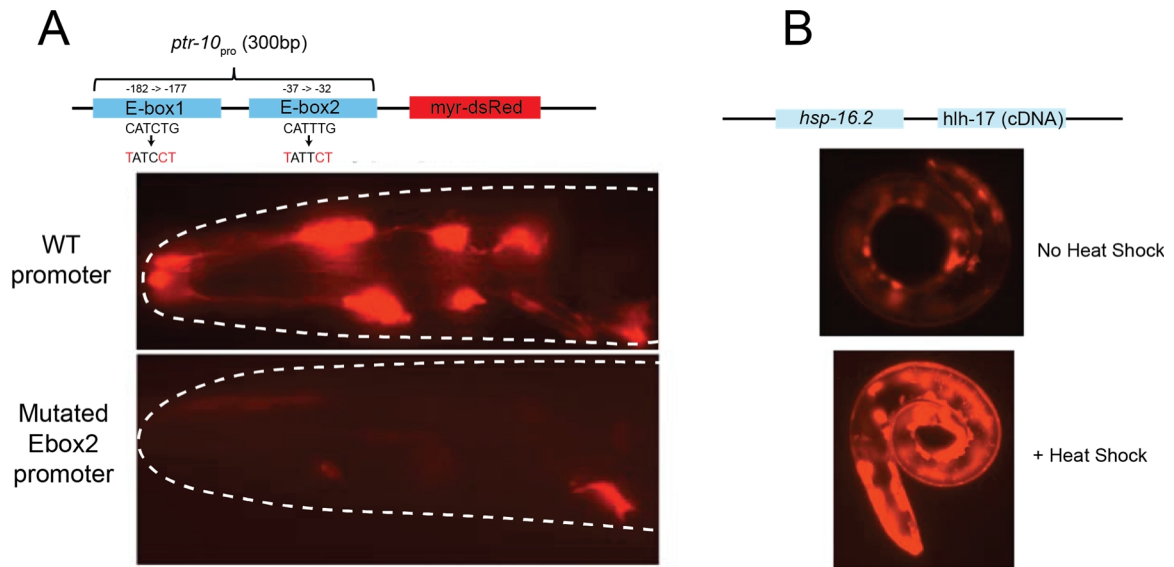 A
ptr-10pro (300bp)
-182 -> -177
-37 -> -32
E-box1
E-box2
myr-dsRed
CATCTG
CATTTG
TATCCT
TATTCT
WT
promoter
Mutated
Ebox2
promoter
B
hsp-16.2
hlh-17 (cDNA)
No Heat Shock
+ Heat Shock